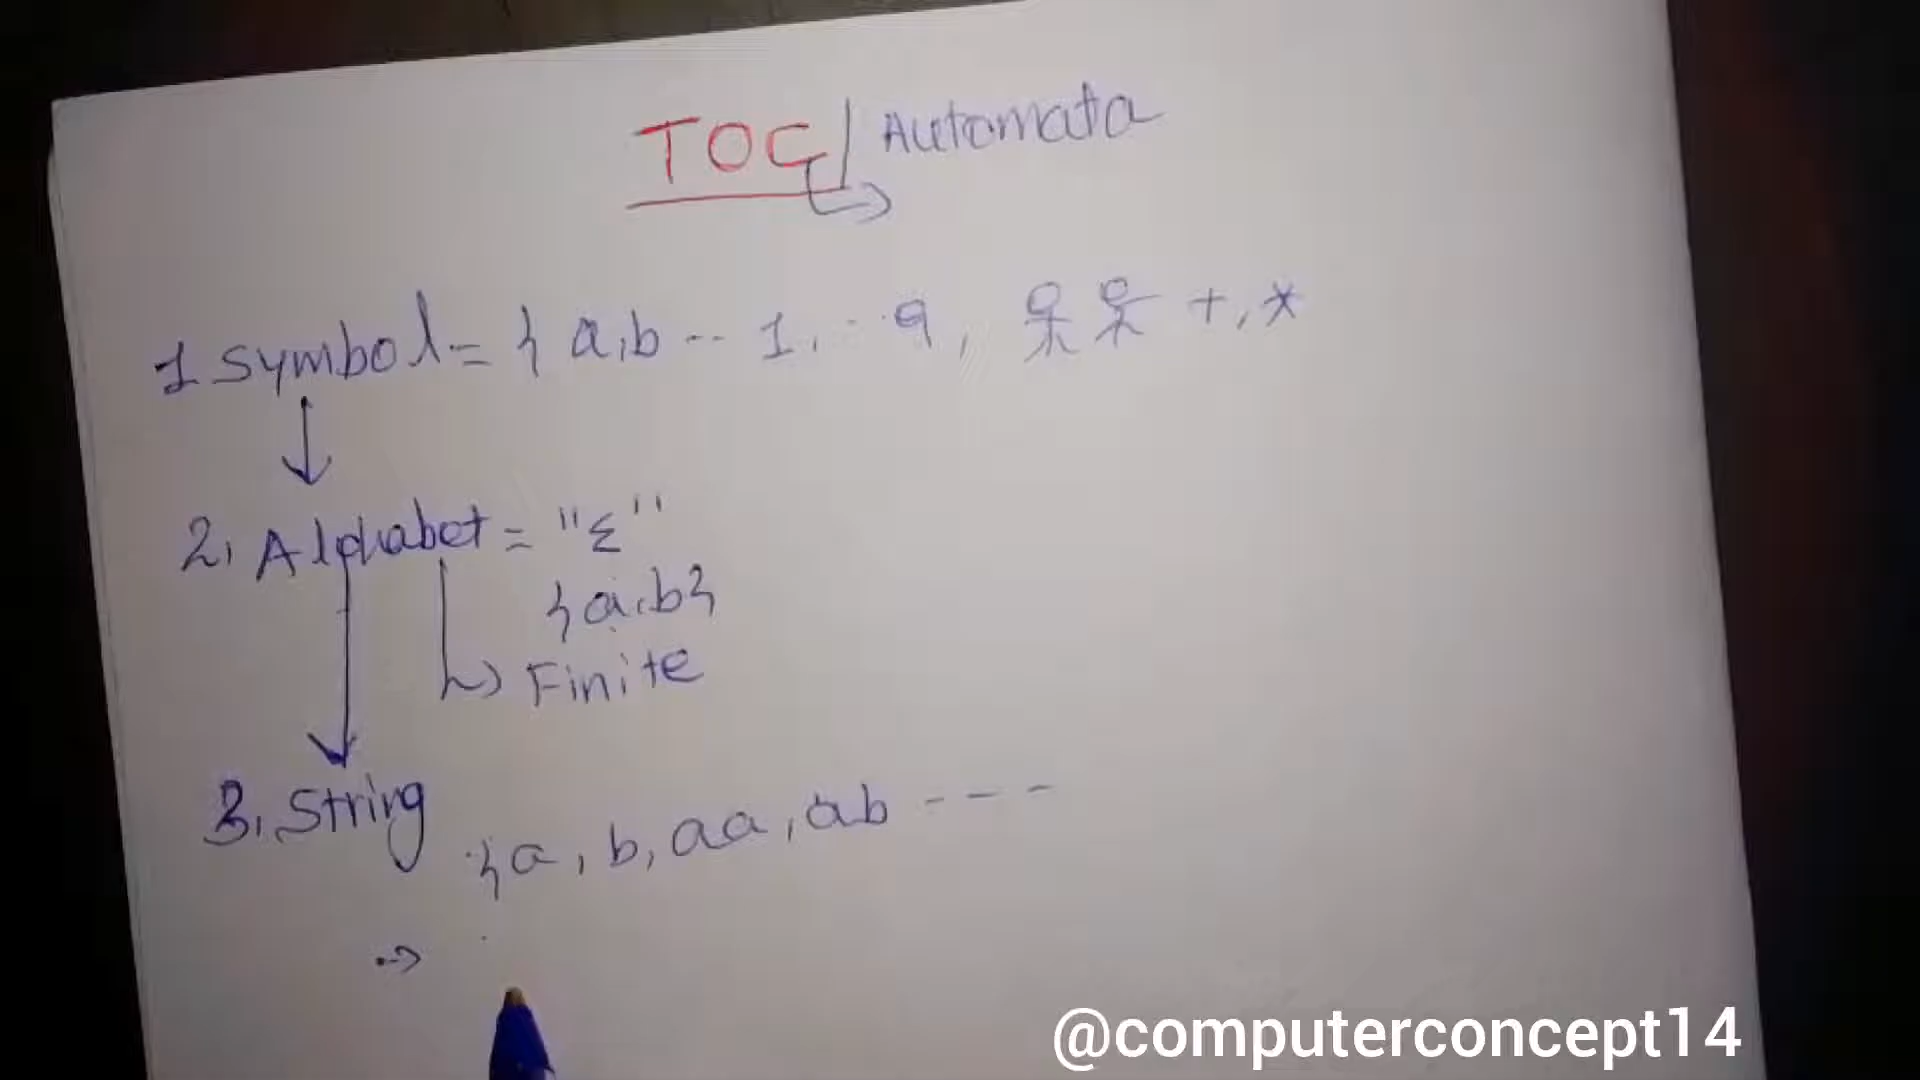 TOC/ Automata
1 Symbol = { a, b -- 1, -- 9, +, *
2. Alphabet = "Σ"
{a, b}
Finite
3. String
{a, b, aa, ab ----
@computerconcept14